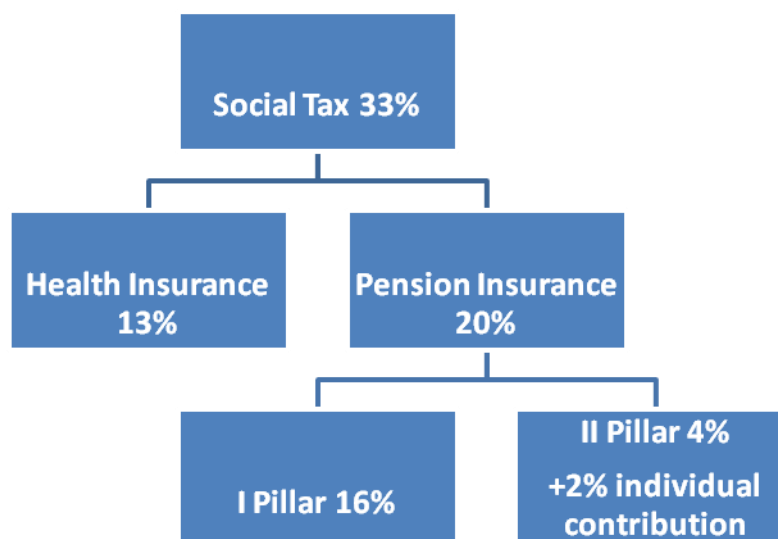 Social Tax 33%
Health Insurance
13%
Pension Insurance
20%
I Pillar 16%
II Pillar 4%
+2% individual
contribution